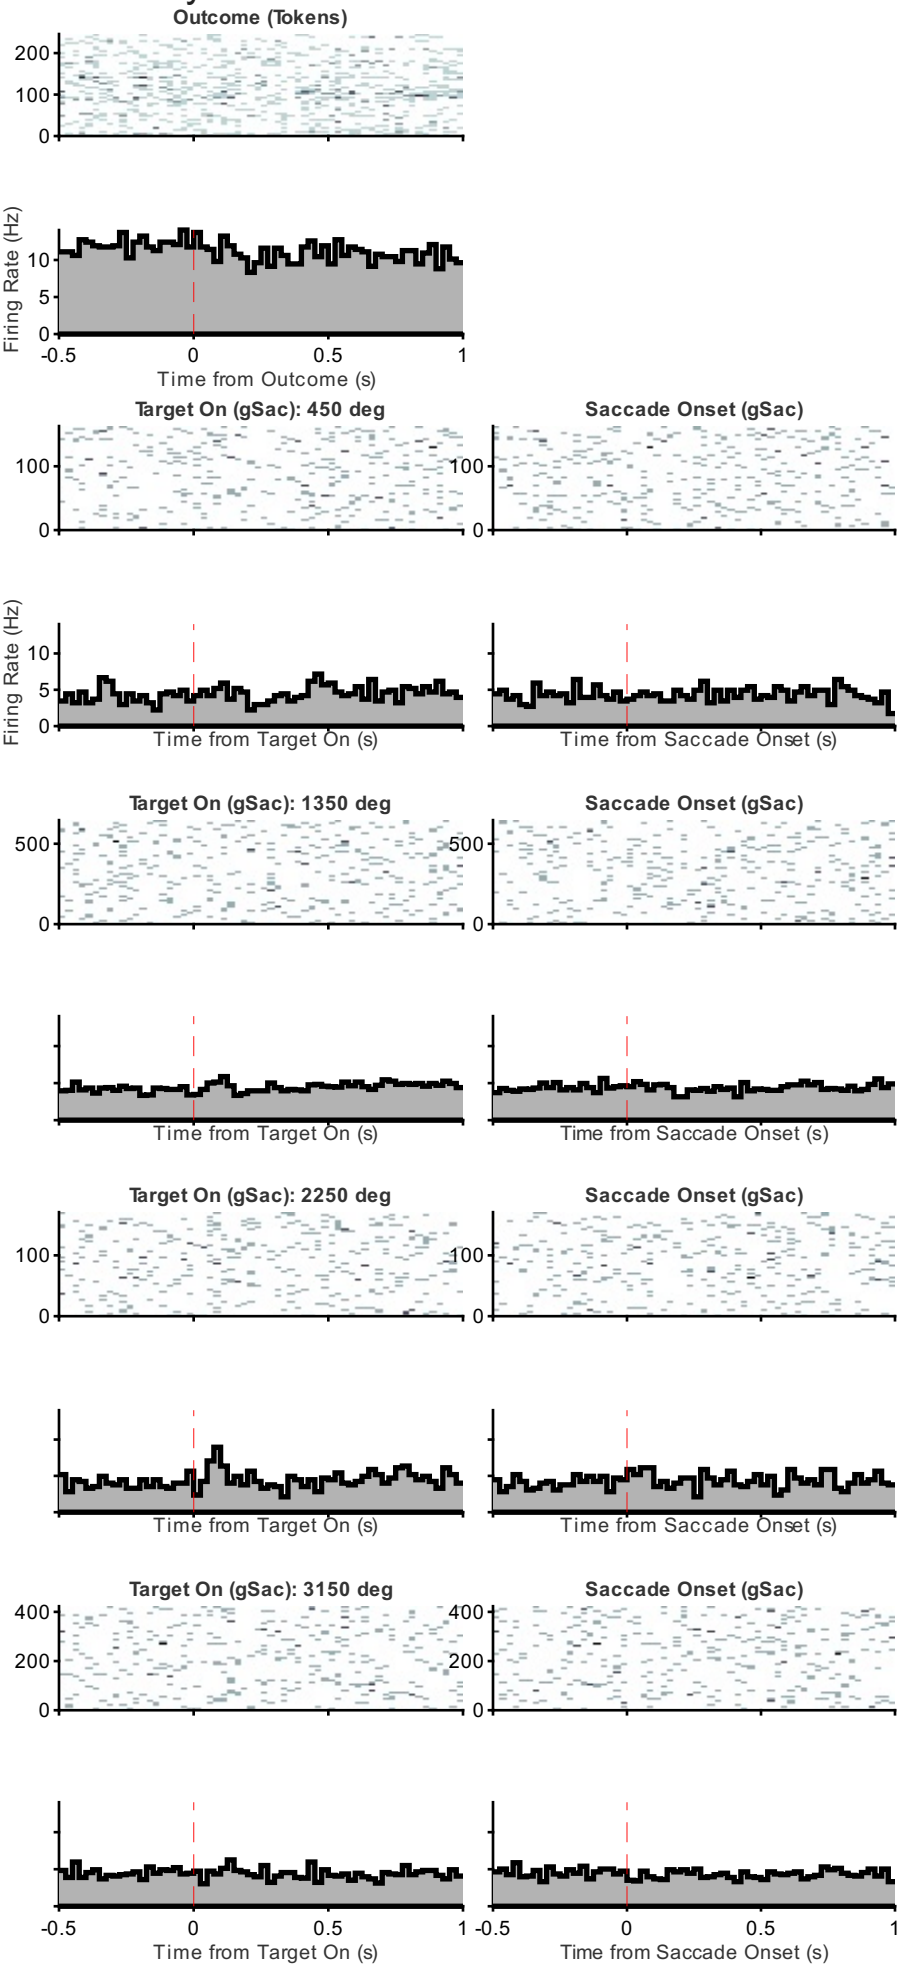 Outcome (Tokens)
200
100
0
Firing Rate (Hz)
10
5
0
-0.5 0 0.5 1
Time from Outcome (s)
Target On (gSac): 450 deg Saccade Onset (gSac)
100 100
0 0
Firing Rate (Hz)
10
5
0
Time from Target On (s) Time from Saccade Onset (s)
Target On (gSac): 1350 deg Saccade Onset (gSac)
500 500
0 0
Time from Target On (s) Time from Saccade Onset (s)
Target On (gSac): 2250 deg Saccade Onset (gSac)
100 100
0 0
Time from Target On (s) Time from Saccade Onset (s)
Target On (gSac): 3150 deg Saccade Onset (gSac)
400 400
200 200
0 0
-0.5 0 0.5 1 -0.5 0 0.5 1
Time from Target On (s) Time from Saccade Onset (s)